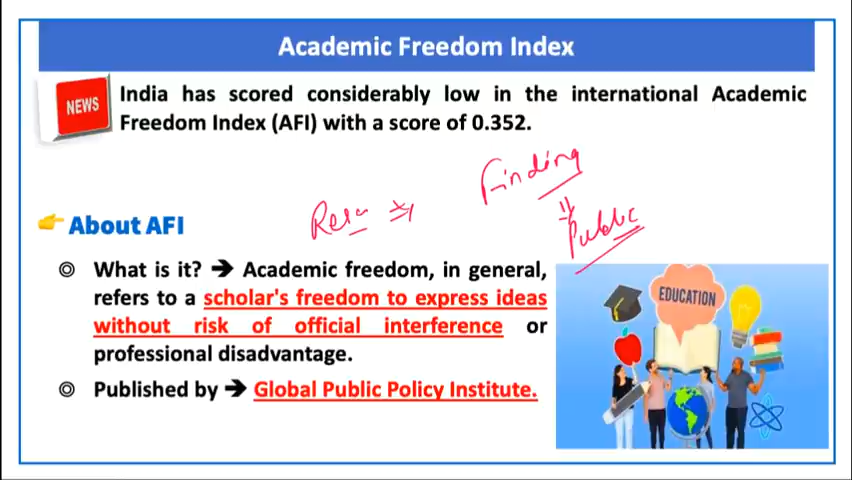 Academic Freedom Index
NEWS
India has scored considerably low in the international Academic
Freedom Index (AFI) with a score of 0.352.
Finding
Public
👉 About AFI
◎ What is it? ➔ Academic freedom, in general,
refers to a scholar's freedom to express ideas
without risk of official interference or
professional disadvantage.
◎ Published by ➔ Global Public Policy Institute.
EDUCATION